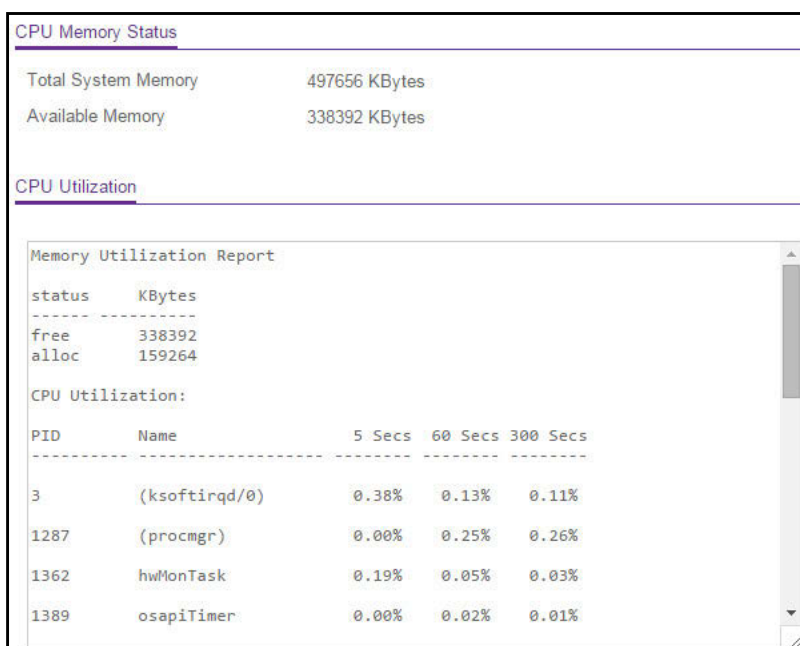 CPU Memory Status
Total System Memory 497656 KBytes
Available Memory 338392 KBytes
CPU Utilization
Memory Utilization Report
status KBytes
------ ----------
free 338392
alloc 159264
CPU Utilization:
PID Name 5 Secs 60 Secs 300 Secs
---------- ------------------- -------- -------- --------
3 (ksoftirqd/0) 0.38% 0.13% 0.11%
1287 (procmgr) 0.00% 0.25% 0.26%
1362 hwMonTask 0.19% 0.05% 0.03%
1389 osapiTimer 0.00% 0.02% 0.01%